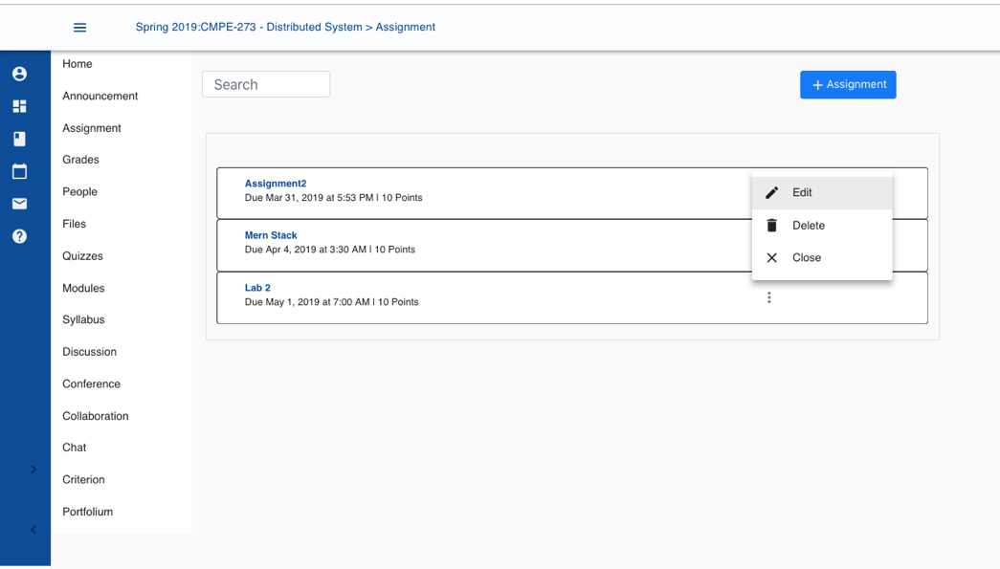 Spring 2019:CMPE-273 - Distributed System > Assignment
Home
Announcement
Assignment
Grades
People
Files
Quizzes
Modules
Syllabus
Discussion
Conference
Collaboration
Chat
Criterion
Portfolium
Search
+ Assignment
Assignment2
Due Mar 31, 2019 at 5:53 PM I 10 Points
Mern Stack
Due Apr 4, 2019 at 3:30 AM I 10 Points
Lab 2
Due May 1, 2019 at 7:00 AM I 10 Points
Edit
Delete
Close